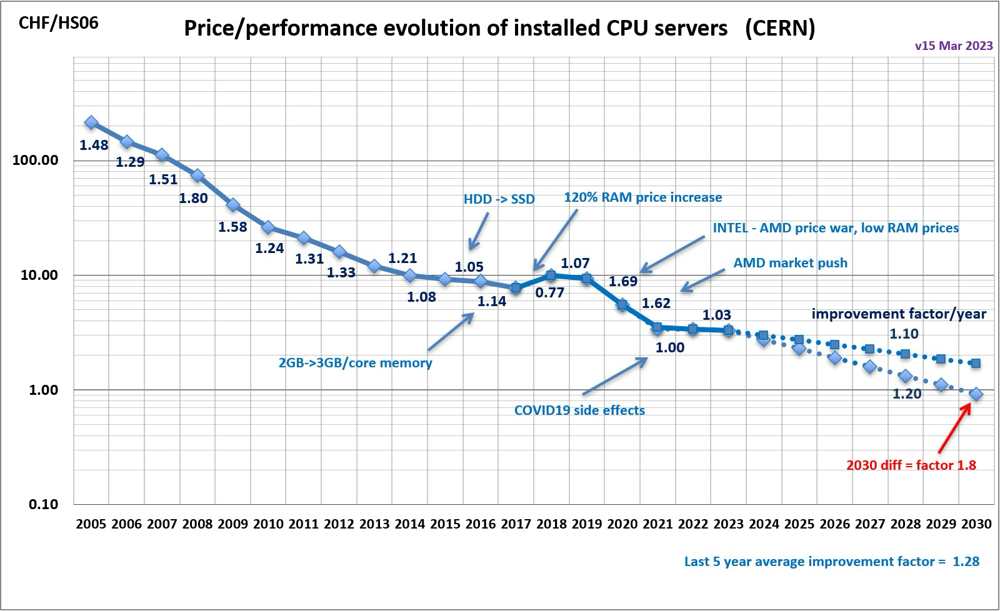 CHF/HS06
Price/performance evolution of installed CPU servers (CERN)
v15 Mar 2023
100.00
10.00
1.00
0.10
1.48
1.29
1.51
1.80
1.58
1.24
1.31
1.33
1.21
1.08
1.05
1.14
0.77
1.07
1.69
1.62
1.00
1.03
HDD -> SSD
120% RAM price increase
INTEL - AMD price war, low RAM prices
AMD market push
2GB->3GB/core memory
COVID19 side effects
improvement factor/year
1.10
1.20
2030 diff = factor 1.8
2005 2006 2007 2008 2009 2010 2011 2012 2013 2014 2015 2016 2017 2018 2019 2020 2021 2022 2023 2024 2025 2026 2027 2028 2029 2030
Last 5 year average improvement factor = 1.28